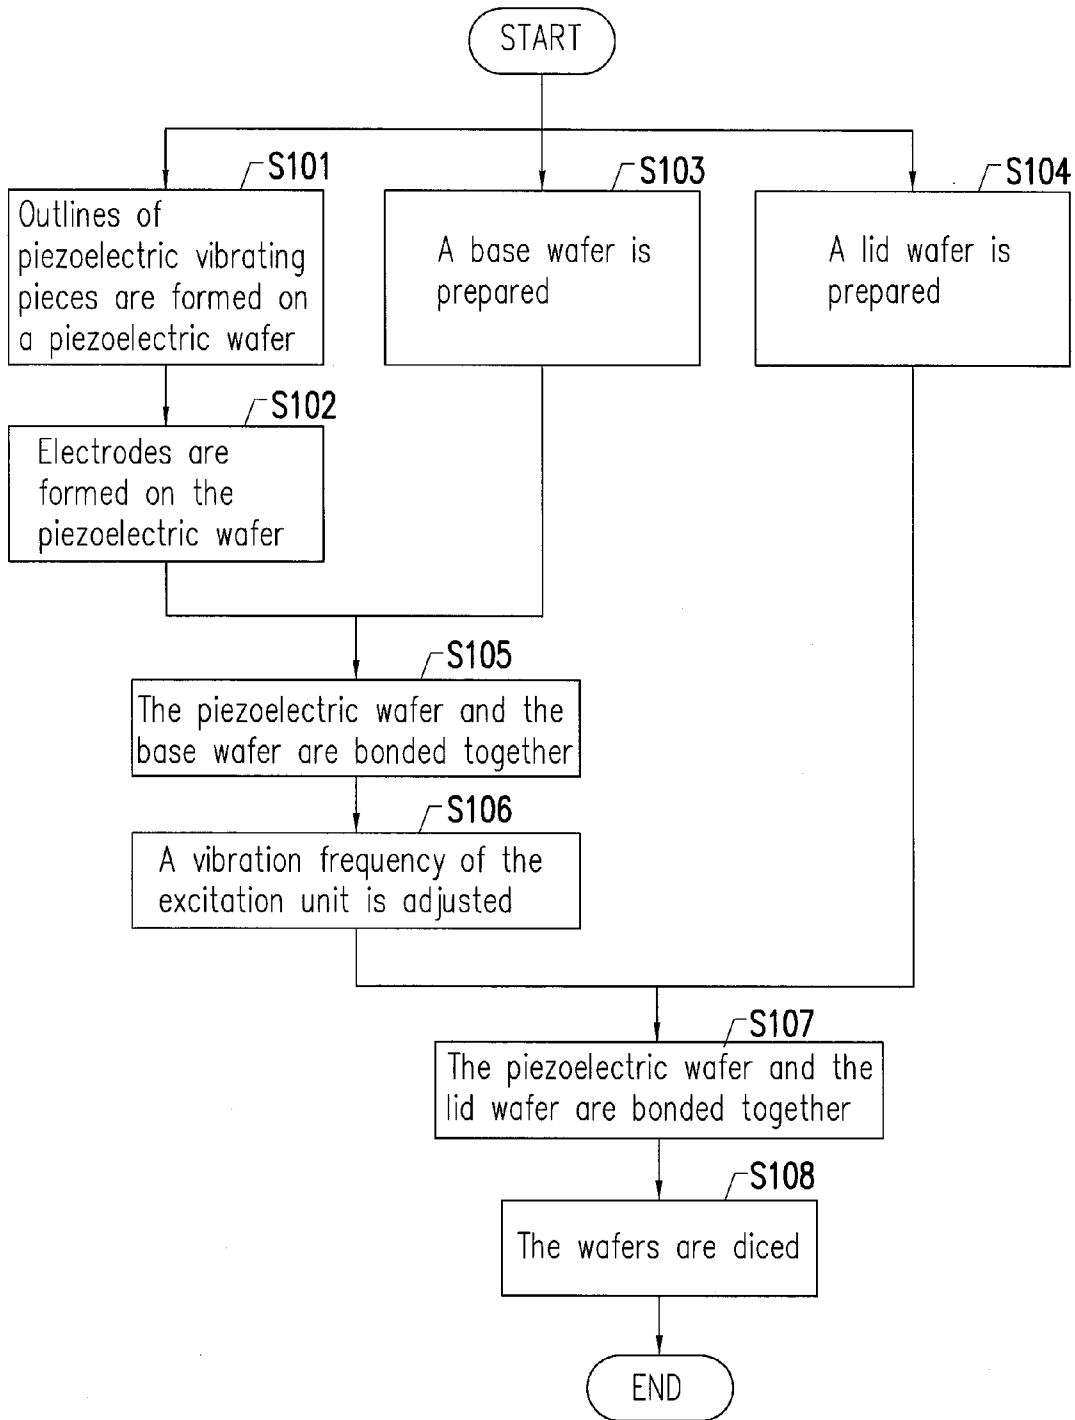 START
S101
Outlines of
piezoelectric vibrating
pieces are formed on
a piezoelectric wafer
S103
A base wafer is
prepared
S104
A lid wafer is
prepared
S102
Electrodes are
formed on the
piezoelectric wafer
S105
The piezoelectric wafer and the
base wafer are bonded together
S106
A vibration frequency of the
excitation unit is adjusted
S107
The piezoelectric wafer and the
lid wafer are bonded together
S108
The wafers are diced
END